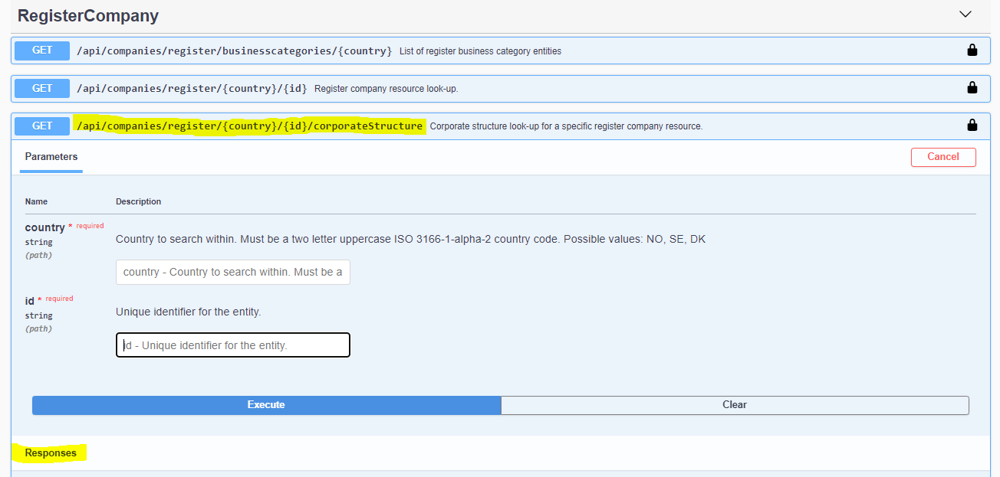 RegisterCompany
GET /api/companies/register/businesscategories/{country} List of register business category entities
GET /api/companies/register/{country}/{id} Register company resource look-up.
GET /api/companies/register/{country}/{id}/corporateStructure Corporate structure look-up for a specific register company resource.
Parameters Cancel
Name Description
country * required
string
(path)
Country to search within. Must be a two letter uppercase ISO 3166-1-alpha-2 country code. Possible values: NO, SE, DK
country - Country to search within. Must be a
id * required
string
(path)
Unique identifier for the entity.
id - Unique identifier for the entity.
Execute Clear
Responses